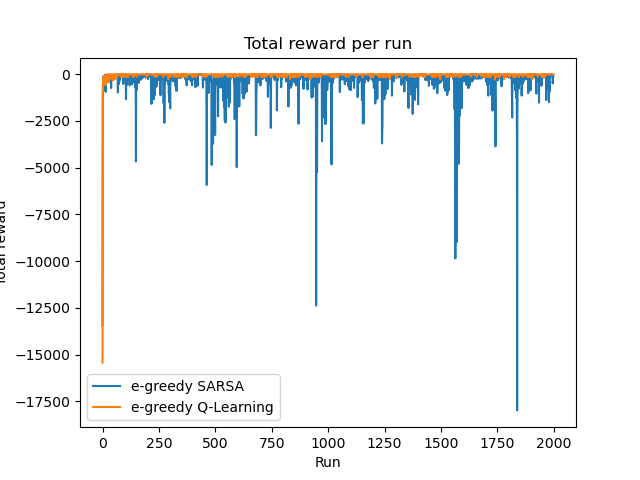 Total reward per run
0
−2500
−5000
−7500
−10000
−12500
−15000
−17500
Total reward
e-greedy SARSA
e-greedy Q-Learning
0 250 500 750 1000 1250 1500 1750 2000
Run